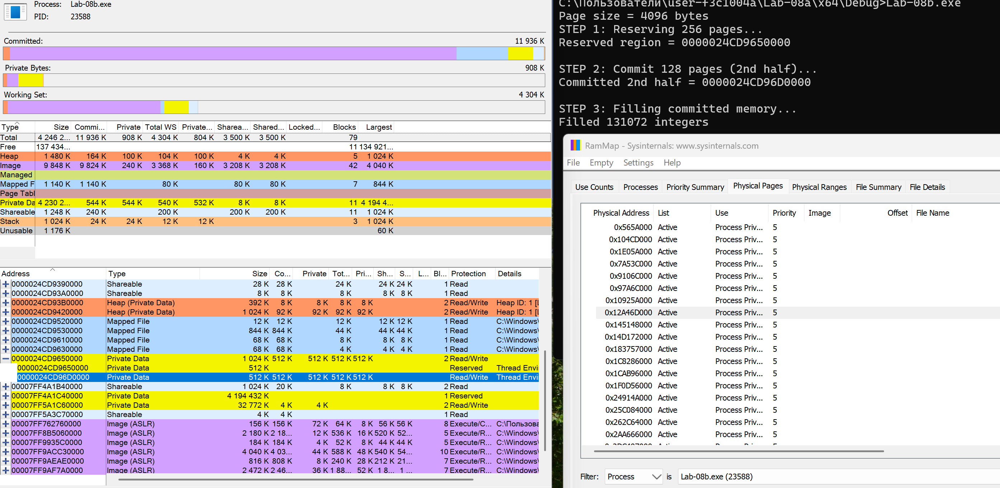 Process: Lab-08b.exe
PID: 23588
Committed: 11 936 K
Private Bytes: 908 K
Working Set: 4 304 K
Type Size Commi... Private Total WS Private... Sharea... Shared... Locked... Blocks Largest
Total 4 246 2... 11 936 K 908 K 4 304 K 804 K 3 500 K 3 500 K 79
Free 137 434... 11 134 921...
Heap 1 480 K 164 K 100 K 104 K 100 K 4 K 4 K 5 1 024 K
Image 9 848 K 9 824 K 240 K 3 368 K 160 K 3 208 K 3 208 K 42 4 040 K
Managed
Mapped F 1 140 K 1 140 K 80 K 80 K 80 K 7 844 K
Page Tabl
Private Da 4 230 2... 544 K 544 K 540 K 532 K 8 K 8 K 11 4 194 4...
Shareable 1 248 K 240 K 200 K 200 K 200 K 11 1 024 K
Stack 1 024 K 24 K 24 K 12 K 12 K 3 1 024 K
Unusable 1 176 K 60 K
Address Type Size Co... Private Tot... Pri... Sh... S... L... Bl... Protection Details
0000024CD9390000 Shareable 28 K 28 K 24 K 24 K 24 K 1 Read
0000024CD93A0000 Shareable 8 K 8 K 8 K 8 K 8 K 1 Read
0000024CD93B0000 Heap (Private Data) 392 K 8 K 8 K 8 K 8 K 2 Read/Write Heap ID: 1 [L
0000024CD9420000 Heap (Private Data) 1 024 K 92 K 92 K 92 K 92 K 2 Read/Write Heap ID: 1 [L
0000024CD9520000 Mapped File 12 K 12 K 12 K 12 K 12 K 1 Read C:\Windows\
0000024CD9530000 Mapped File 844 K 844 K 44 K 44 K 44 K 1 Read C:\Windows\
0000024CD9610000 Mapped File 68 K 68 K 8 K 8 K 8 K 1 Read C:\Windows\
0000024CD9630000 Mapped File 68 K 68 K 4 K 4 K 4 K 1 Read C:\Windows\
0000024CD9650000 Private Data 1 024 K 512 K 512 K 512 K 512 K 2 Read/Write
0000024CD9650000 Private Data 512 K Reserved Thread Envi
0000024CD96D0000 Private Data 512 K 512 K 512 K 512 K 512 K Read/Write Thread Envi
00007FF4A1B40000 Shareable 1 024 K 20 K 8 K 8 K 8 K 2 Read
00007FF4A1C40000 Private Data 4 194 432 K 1 Reserved
00007FF5A1C60000 Private Data 32 772 K 4 K 4 K 2 Read/Write
00007FF5A3C70000 Shareable 4 K 4 K 1 Read
00007FF762760000 Image (ASLR) 156 K 156 K 72 K 64 K 8 K 56 K 56 K 8 Execute/C... C:\Пользова
00007FF8B5060000 Image (ASLR) 2 180 K 2 18... 12 K 536 K 16 K 520 K 52... 5 Execute/R... C:\Windows\
00007FF9935C0000 Image (ASLR) 184 K 184 K 4 K 52 K 8 K 44 K 44 K 5 Execute/R... C:\Windows\
00007FF9ACC30000 Image (ASLR) 4 040 K 4 03... 44 K 588 K 48 K 540 K 54... 10 Execute/R... C:\Windows\
00007FF9AEAE0000 Image (ASLR) 816 K 808 K 8 K 240 K 28 K 212 K 21... 7 Execute/R... C:\Windows\
00007FF9AF7A0000 Image (ASLR) 2 472 K 2 46... 36 K 1 88... 52 K 1 8... 1 ... 7 Execute/R... C:\Windows\
C:\Пользователи\user-f3c1004a\Lab-08a\x64\Debug>Lab-08b.exe
Page size = 4096 bytes
STEP 1: Reserving 256 pages...
Reserved region = 0000024CD9650000
STEP 2: Commit 128 pages (2nd half)...
Committed 2nd half = 0000024CD96D0000
STEP 3: Filling committed memory...
Filled 131072 integers
RamMap - Sysinternals: www.sysinternals.com
File Empty Settings Help
Use Counts Processes Priority Summary Physical Pages Physical Ranges File Summary File Details
Physical Address List Use Priority Image Offset File Name
0x565A000 Active Process Priv... 5
0x104CD000 Active Process Priv... 5
0x1E05A000 Active Process Priv... 5
0x7A53C000 Active Process Priv... 5
0x9106C000 Active Process Priv... 5
0x97A6C000 Active Process Priv... 5
0x10925A000 Active Process Priv... 5
0x12A46D000 Active Process Priv... 5
0x145148000 Active Process Priv... 5
0x14D172000 Active Process Priv... 5
0x183757000 Active Process Priv... 5
0x1C8286000 Active Process Priv... 5
0x1CAB96000 Active Process Priv... 5
0x1F0D56000 Active Process Priv... 5
0x24914A000 Active Process Priv... 5
0x25C084000 Active Process Priv... 5
0x262C64000 Active Process Priv... 5
0x2AA666000 Active Process Priv... 5
Filter: Process is Lab-08b.exe (23588)